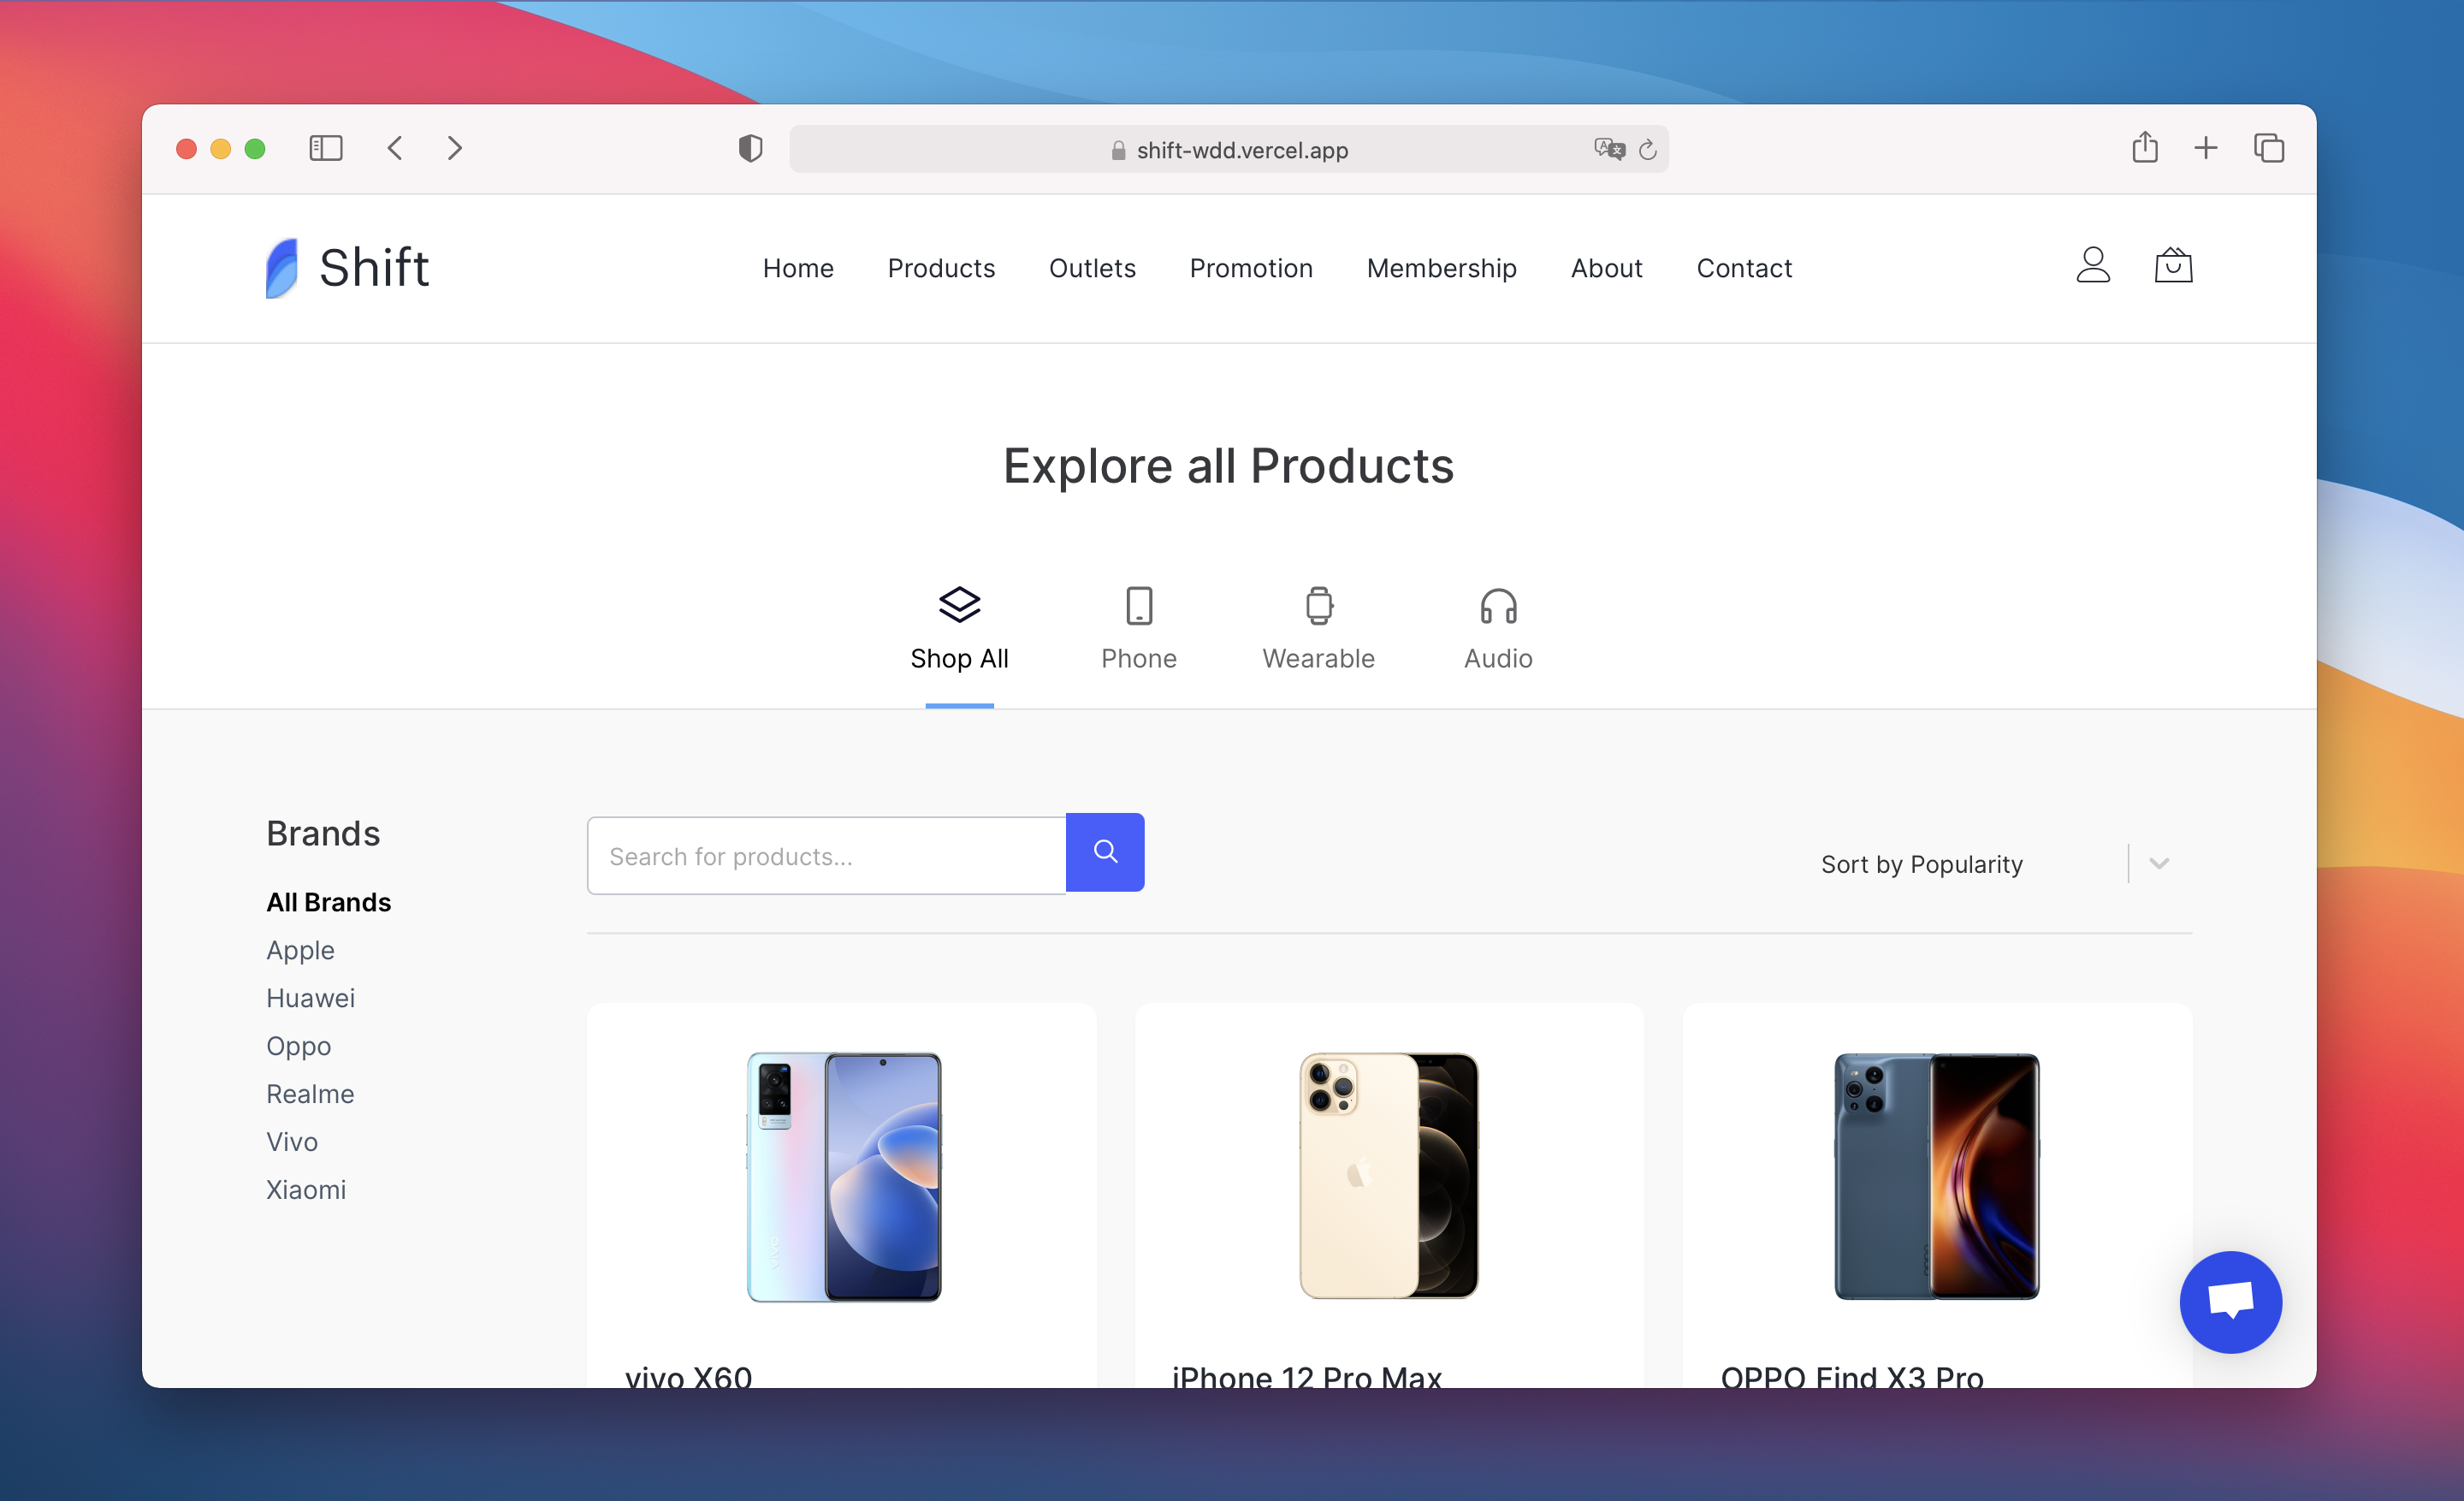 shift-wdd.vercel.app
Shift
Home Products Outlets Promotion Membership About Contact
Explore all Products
Shop All Phone Wearable Audio
Brands
Search for products...
Sort by Popularity
All Brands
Apple
Huawei
Oppo
Realme
Vivo
Xiaomi
vivo X60
iPhone 12 Pro Max
OPPO Find X3 Pro